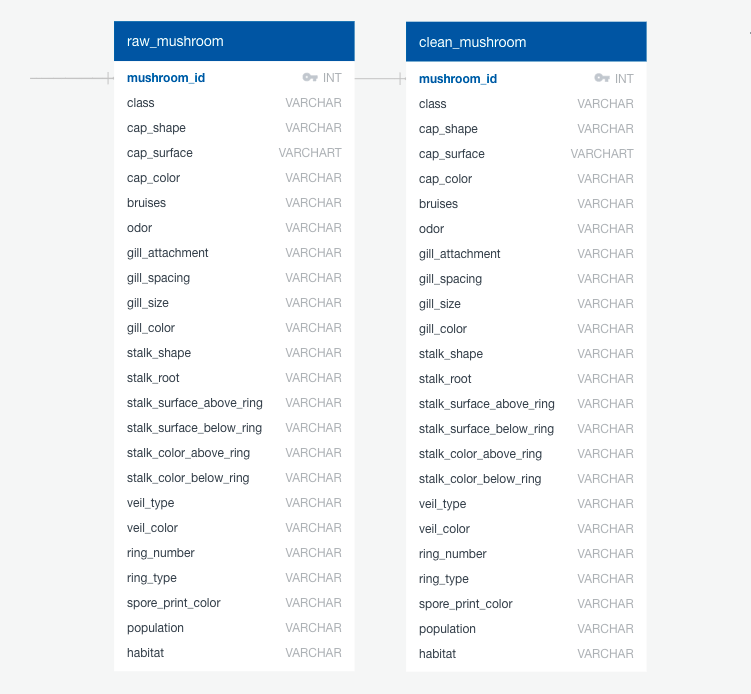 raw_mushroom
mushroom_id INT
class VARCHAR
cap_shape VARCHAR
cap_surface VARCHART
cap_color VARCHAR
bruises VARCHAR
odor VARCHAR
gill_attachment VARCHAR
gill_spacing VARCHAR
gill_size VARCHAR
gill_color VARCHAR
stalk_shape VARCHAR
stalk_root VARCHAR
stalk_surface_above_ring VARCHAR
stalk_surface_below_ring VARCHAR
stalk_color_above_ring VARCHAR
stalk_color_below_ring VARCHAR
veil_type VARCHAR
veil_color VARCHAR
ring_number VARCHAR
ring_type VARCHAR
spore_print_color VARCHAR
population VARCHAR
habitat VARCHAR
clean_mushroom
mushroom_id INT
class VARCHAR
cap_shape VARCHAR
cap_surface VARCHART
cap_color VARCHAR
bruises VARCHAR
odor VARCHAR
gill_attachment VARCHAR
gill_spacing VARCHAR
gill_size VARCHAR
gill_color VARCHAR
stalk_shape VARCHAR
stalk_root VARCHAR
stalk_surface_above_ring VARCHAR
stalk_surface_below_ring VARCHAR
stalk_color_above_ring VARCHAR
stalk_color_below_ring VARCHAR
veil_type VARCHAR
veil_color VARCHAR
ring_number VARCHAR
ring_type VARCHAR
spore_print_color VARCHAR
population VARCHAR
habitat VARCHAR